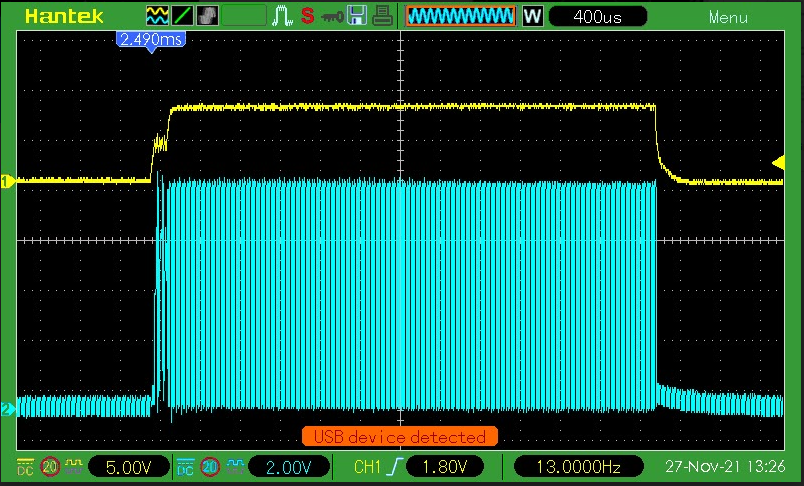 Hantek S W 400us Menu
2.490ms
1
2
USB device detected
DC 20 5.00V DC 20 2.00V CH1 1.80V 13.0000Hz 27-Nov-21 13:26